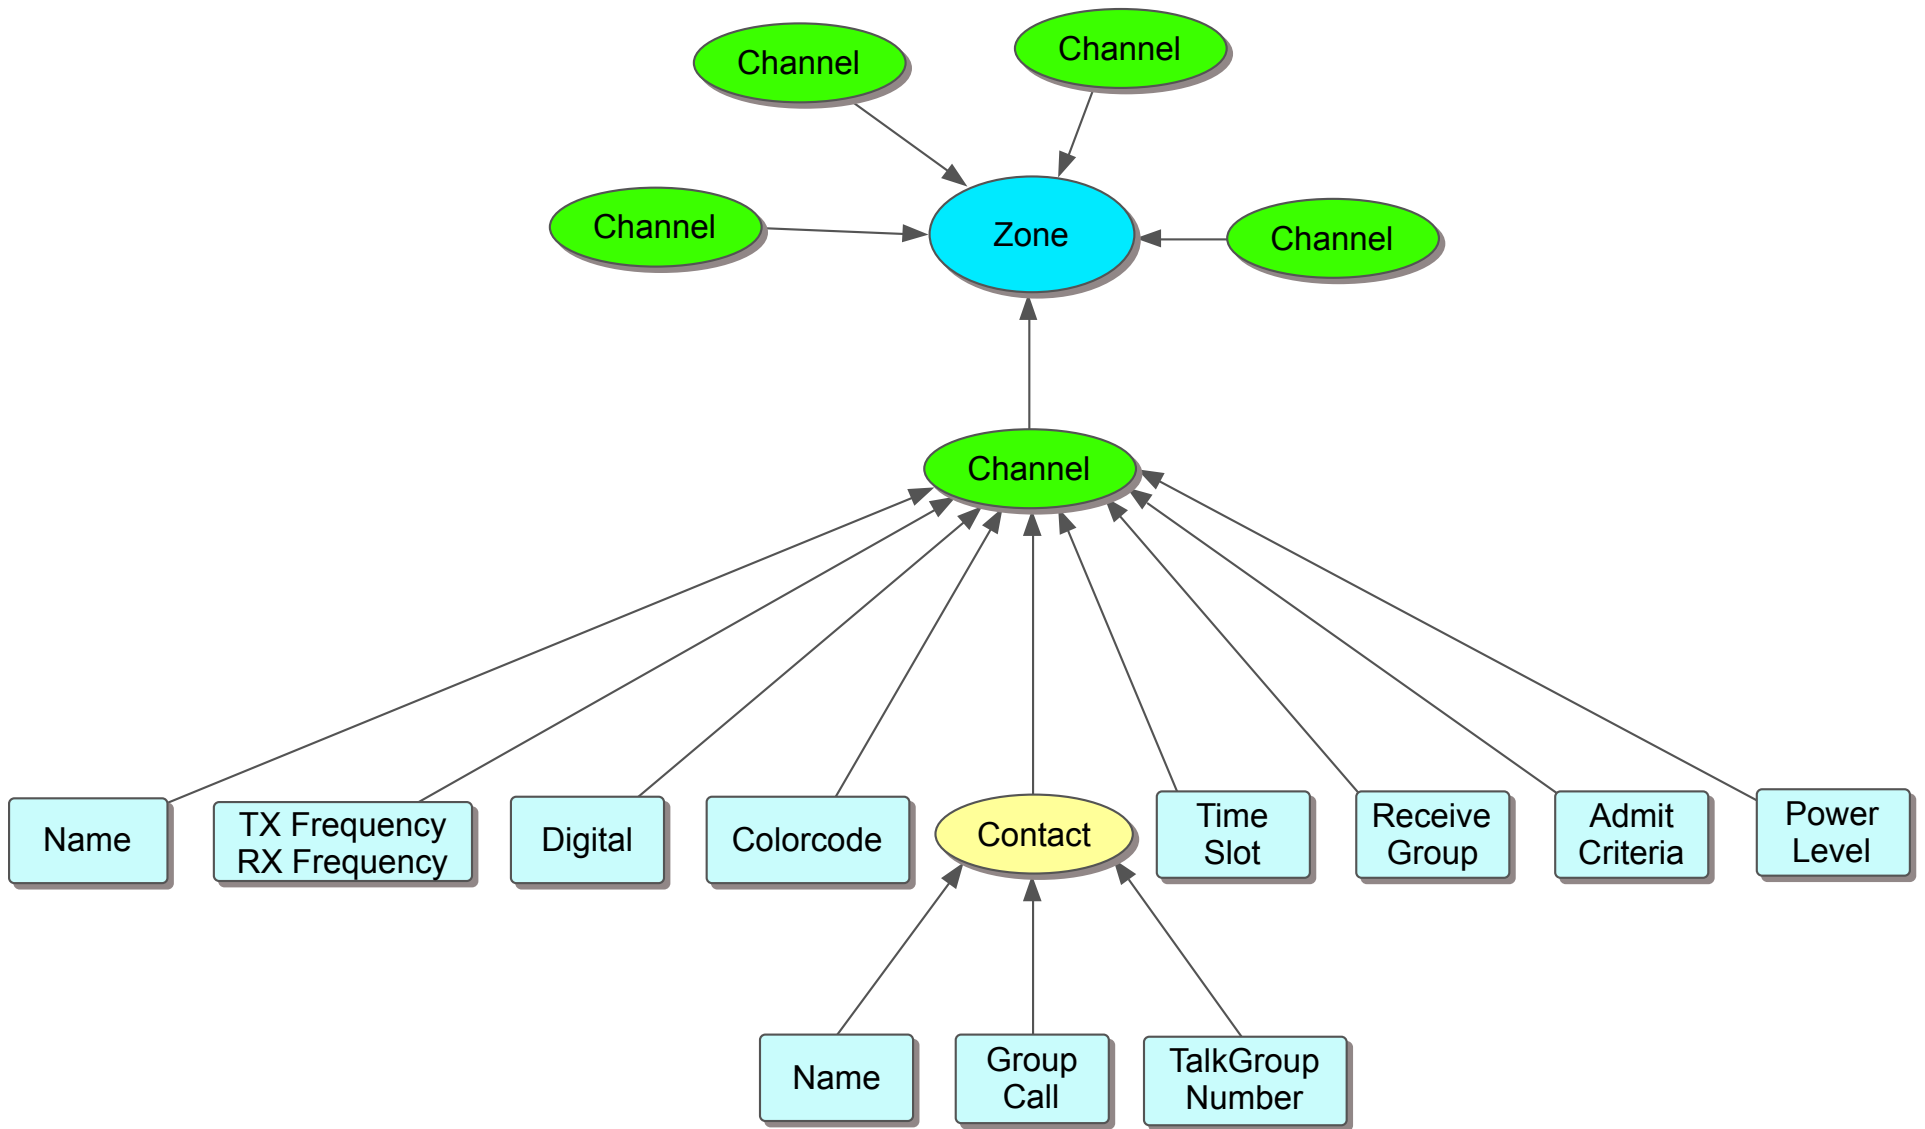 Channel
Channel
Channel
Zone
Channel
Channel
Name
TX Frequency
RX Frequency
Digital
Colorcode
Contact
Time
Slot
Receive
Group
Admit
Criteria
Power
Level
Name
Group
Call
TalkGroup
Number